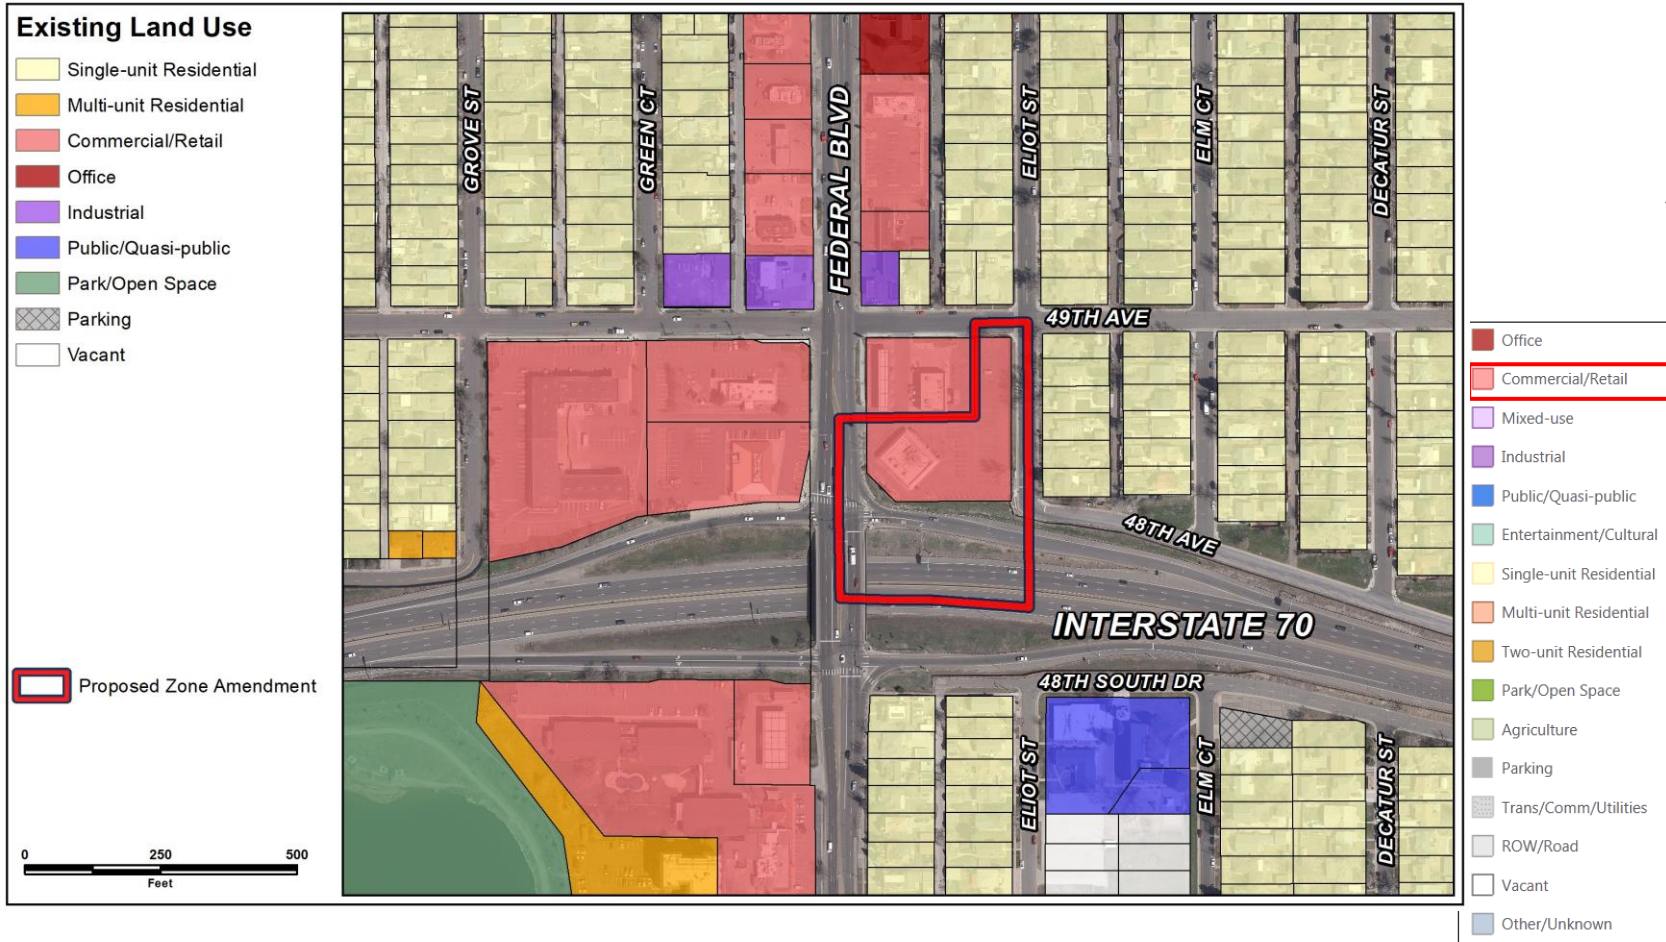 Existing Land Use
Single-unit Residential
Multi-unit Residential
Commercial/Retail
Office
Industrial
Public/Quasi-public
Park/Open Space
Parking
Vacant
Proposed Zone Amendment
0 250 500
Feet
GROVE ST
GREEN CT
FEDERAL BLVD
ELIOT ST
ELM CT
DECATUR ST
49TH AVE
48TH AVE
INTERSTATE 70
48TH SOUTH DR
ELIOT ST
ELM CT
DECATUR ST
Office
Commercial/Retail
Mixed-use
Industrial
Public/Quasi-public
Entertainment/Cultural
Single-unit Residential
Multi-unit Residential
Two-unit Residential
Park/Open Space
Agriculture
Parking
Trans/Comm/Utilities
ROW/Road
Vacant
Other/Unknown